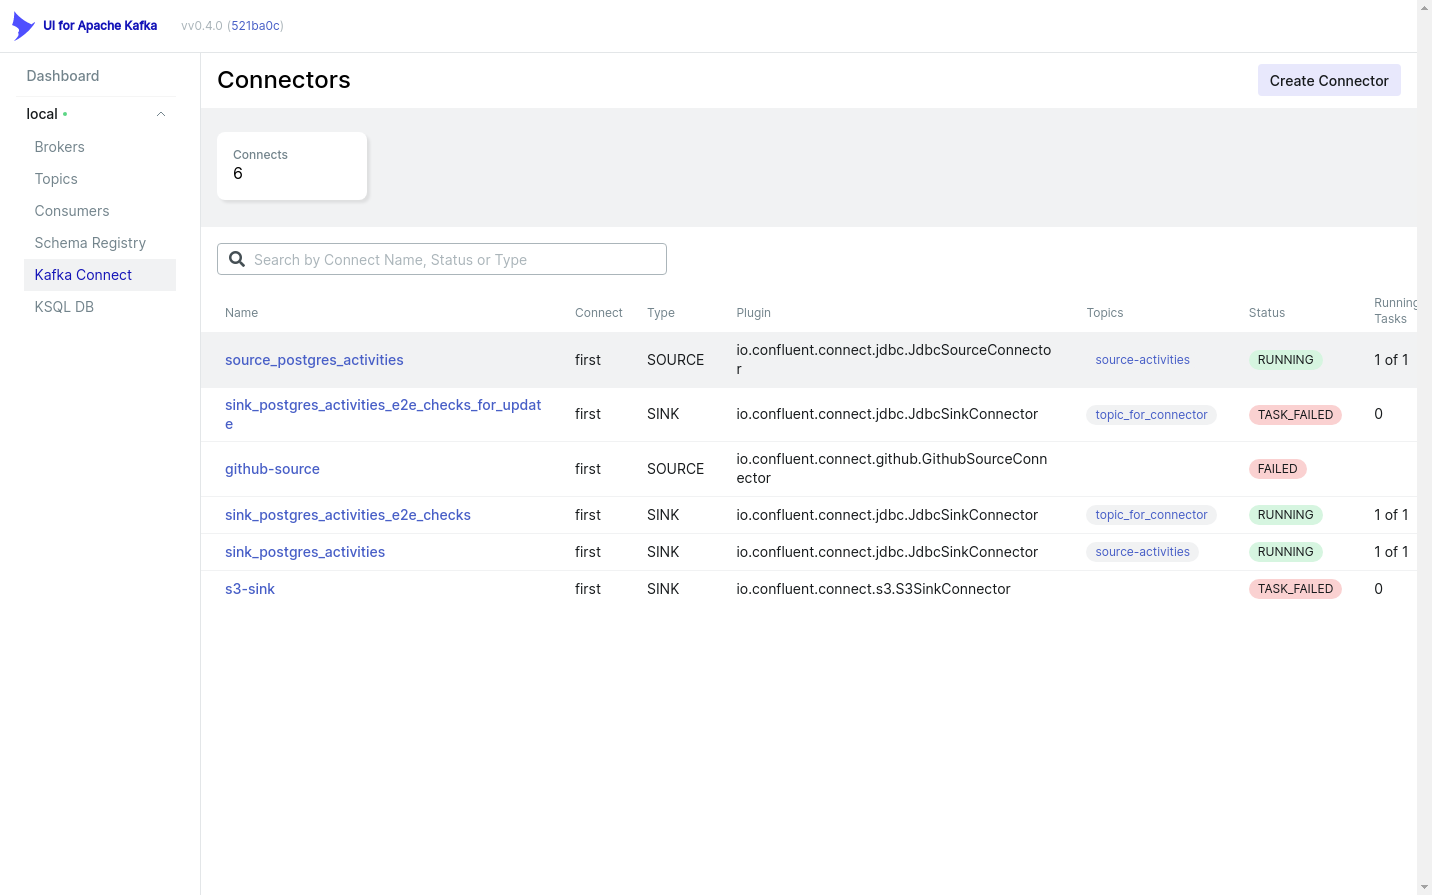 UI for Apache Kafka vv0.4.0 (521ba0c)
Dashboard
local
Brokers
Topics
Consumers
Schema Registry
Kafka Connect
KSQL DB
Connectors
Create Connector
Connects
6
Search by Connect Name, Status or Type
Name Connect Type Plugin Topics Status Running
Tasks
source_postgres_activities first SOURCE io.confluent.connect.jdbc.JdbcSourceConnecto
r source-activities RUNNING 1 of 1
sink_postgres_activities_e2e_checks_for_updat
e first SINK io.confluent.connect.jdbc.JdbcSinkConnector topic_for_connector TASK_FAILED 0
github-source first SOURCE io.confluent.connect.github.GithubSourceConn
ector FAILED
sink_postgres_activities_e2e_checks first SINK io.confluent.connect.jdbc.JdbcSinkConnector topic_for_connector RUNNING 1 of 1
sink_postgres_activities first SINK io.confluent.connect.jdbc.JdbcSinkConnector source-activities RUNNING 1 of 1
s3-sink first SINK io.confluent.connect.s3.S3SinkConnector TASK_FAILED 0